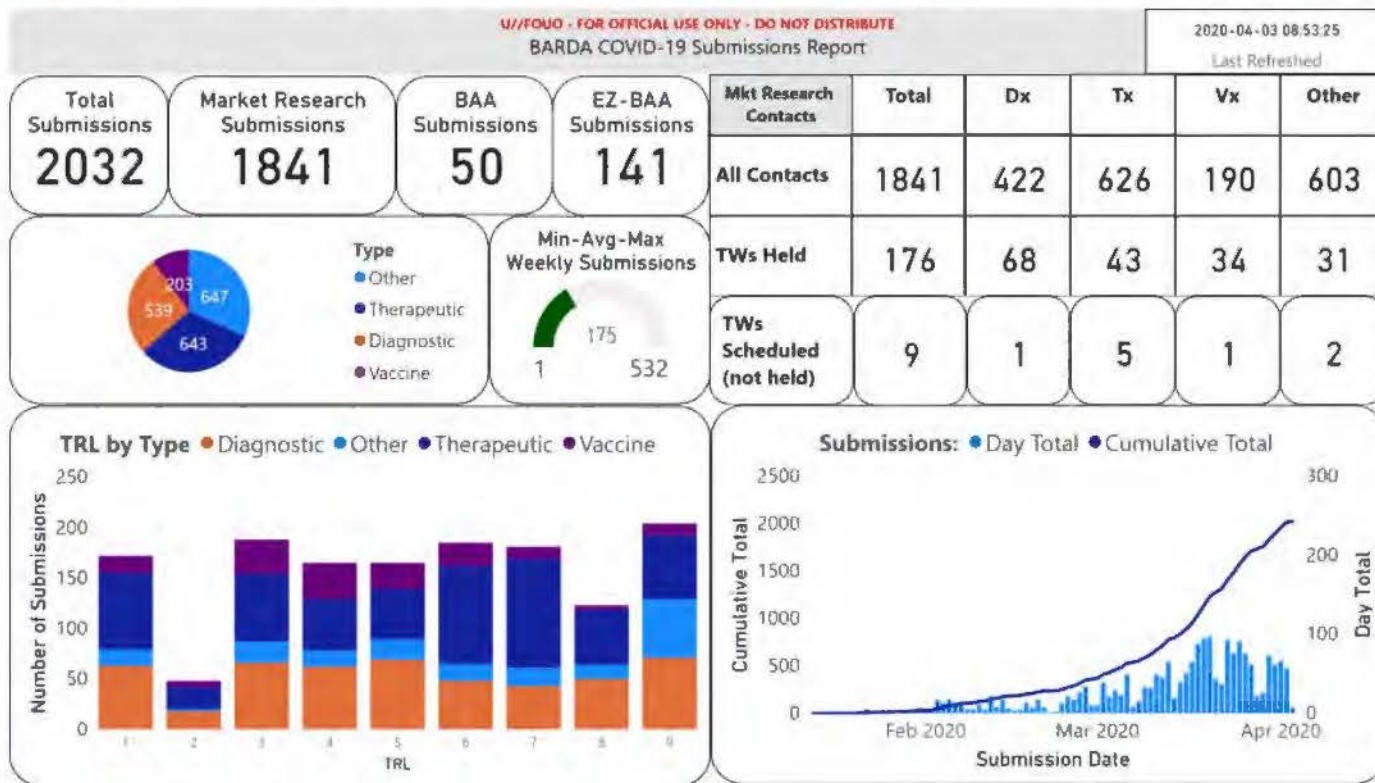 U//FOUO - FOR OFFICIAL USE ONLY - DO NOT DISTRIBUTE
BARDA COVID-19 Submissions Report
2020-04-03 08:53:25
Last Refreshed
Total
Submissions
2032
Market Research
Submissions
1841
BAA
Submissions
50
EZ-BAA
Submissions
141
Mkt Research
Contacts
Total Dx Tx Vx Other
All Contacts 1841 422 626 190 603
TWs Held 176 68 43 34 31
TWs
Scheduled
(not held)
9 1 5 1 2
203
647
539
643
Type
Other
Therapeutic
Diagnostic
Vaccine
Min-Avg-Max
Weekly Submissions
175
1 532
TRL by Type Diagnostic Other Therapeutic Vaccine
Number of Submissions
250
200
150
100
50
0
1 2 3 4 5 6 7 8 9
TRL
Submissions: Day Total Cumulative Total
Cumulative Total
2500
2000
1500
1000
500
0
300
200
100
0
Day Total
Feb 2020 Mar 2020 Apr 2020
Submission Date